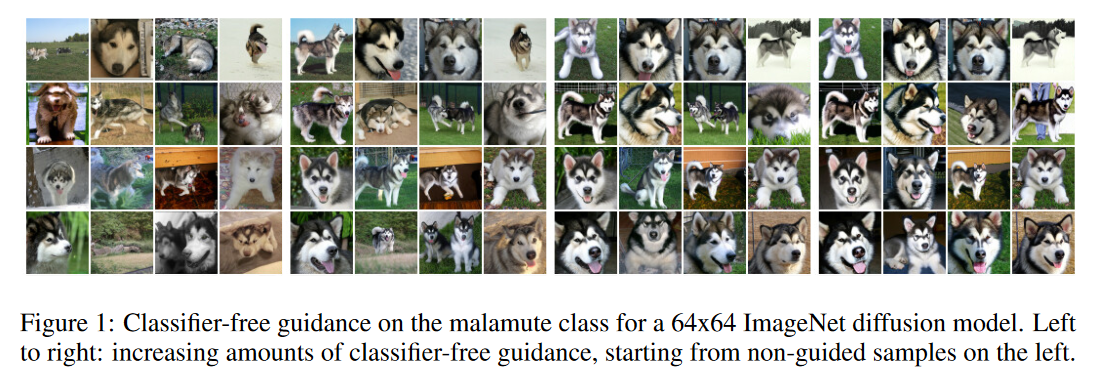 Figure 1: Classifier-free guidance on the malamute class for a 64x64 ImageNet diffusion model. Left
to right: increasing amounts of classifier-free guidance, starting from non-guided samples on the left.